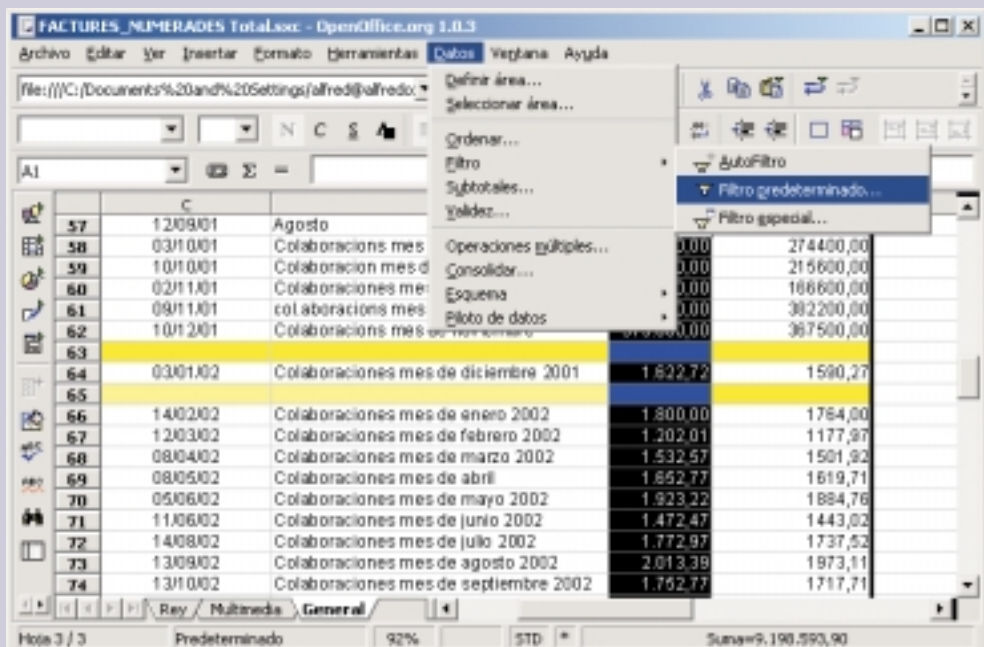 FACTURES_NUMERADES Total.sxc - OpenOffice.org 1.0.3
Archivo Editar Ver Insertar Formato Herramientas Datos Ventana Ayuda
file:///C:/Documents%20and%20Settings/alfred@alfredo
Definir área...
Seleccionar área...
N C S
Ordenar...
Filtro
AutoFiltro
A1 Σ =
Subtotales...
Filtro predeterminado...
Validez...
Filtro especial...
C
57 12/09/01 Agosto
58 03/10/01 Colaboracions mes 274400,00
Operaciones múltiples...
59 10/10/01 Colaboracion mes d 215600,00
Consolidar...
60 02/11/01 Colaboraciones me 166600,00
Esquema
61 09/11/01 col aboracions mes 382200,00
Piloto de datos
62 10/12/01 Colaboracions mes 367500,00
63
64 03/01/02 Colaboraciones mes de diciembre 2001 1.622,72 1590,27
65
66 14/02/02 Colaboraciones mes de enero 2002 1.800,00 1764,00
67 12/03/02 Colaboraciones mes de febrero 2002 1.202,01 1177,97
68 08/04/02 Colaboraciones mes de marzo 2002 1.532,57 1501,92
69 08/05/02 Colaboraciones mes de abril 1.652,77 1619,71
70 05/06/02 Colaboraciones mes de mayo 2002 1.923,22 1884,76
71 11/06/02 Colaboraciones mes de junio 2002 1.472,47 1443,02
72 14/08/02 Colaboraciones mes de julio 2002 1.772,97 1737,52
73 13/09/02 Colaboraciones mes de agosto 2002 2.013,39 1973,11
74 13/10/02 Colaboraciones mes de septiembre 2002 1.752,77 1717,71
Rey Multimedia General
Hoja 3 / 3 Predeterminado 92% STD * Suma=9.198.593,90